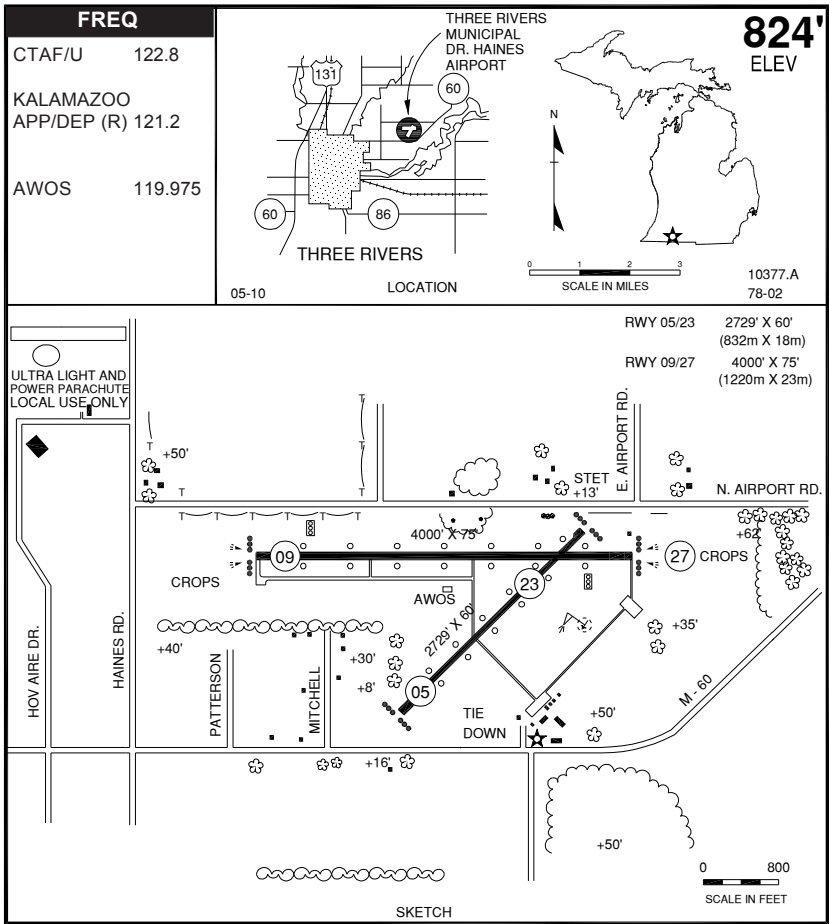 FREQ
CTAF/U 122.8
KALAMAZOO
APP/DEP (R) 121.2
AWOS 119.975
THREE RIVERS
MUNICIPAL
DR. HAINES
AIRPORT
131
60
60
86
THREE RIVERS
05-10
LOCATION
824'
ELEV
N
0 1 2 3
SCALE IN MILES
10377.A
78-02
RWY 05/23 2729' X 60'
(832m X 18m)
RWY 09/27 4000' X 75'
(1220m X 23m)
ULTRA LIGHT AND
POWER PARACHUTE
LOCAL USE ONLY
T
T
T
T
+50'
T
T
STET
+13'
E. AIRPORT RD.
N. AIRPORT RD.
+62'
4000' X 75'
09
27
CROPS
CROPS
AWOS
23
2729' X 60'
+40'
+30'
+8'
05
+35'
HOV AIRE DR.
HAINES RD.
PATTERSON
MITCHELL
TIE
DOWN
+50'
M - 60
+16'
+50'
0 800
SCALE IN FEET
SKETCH